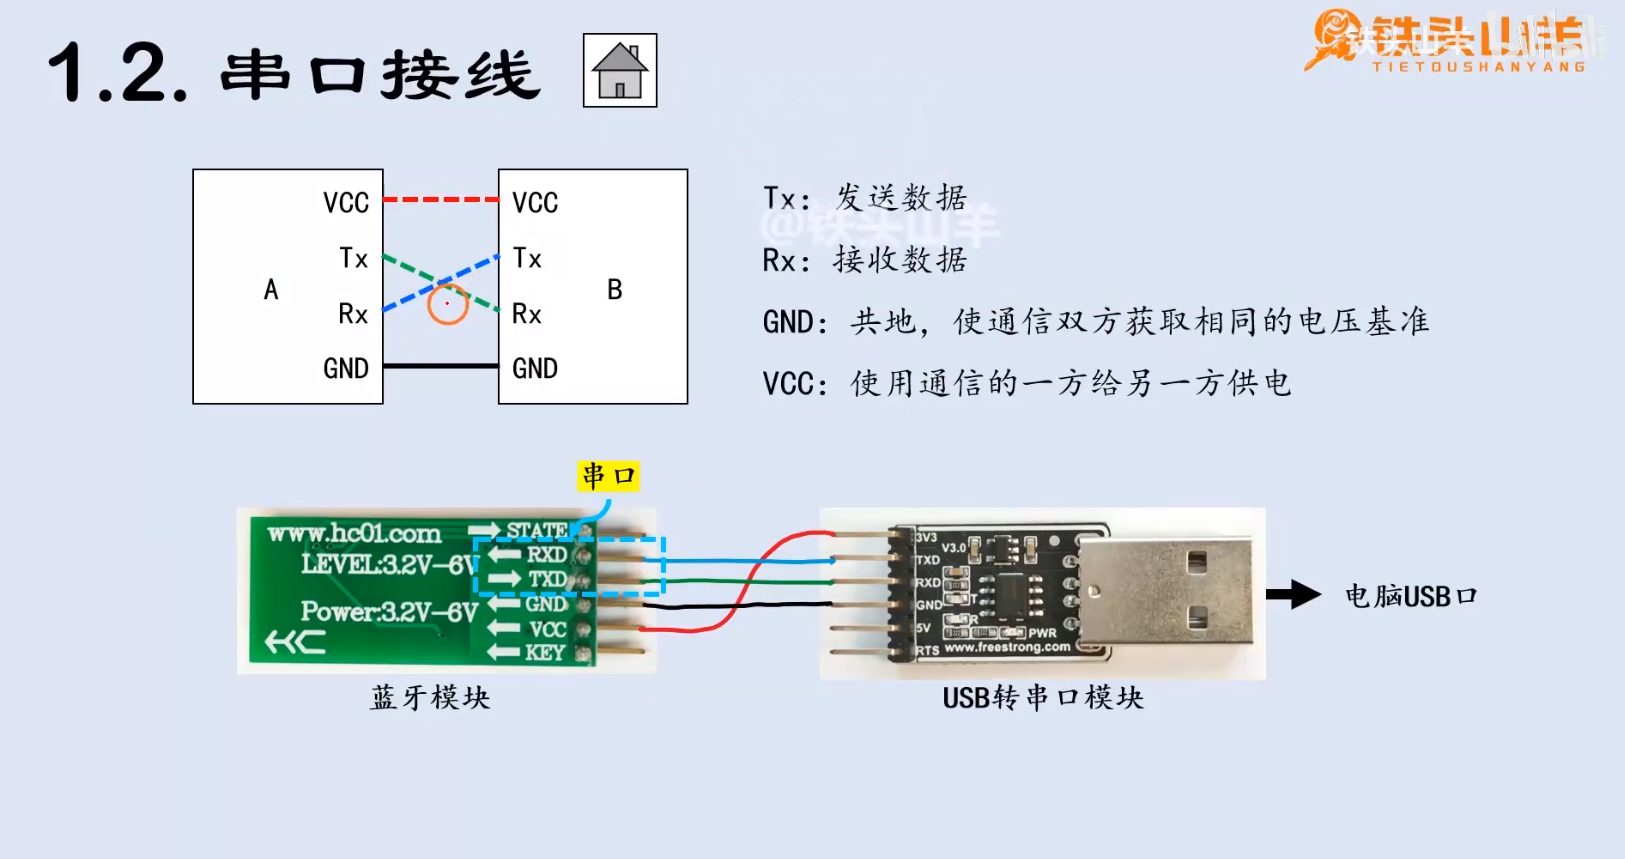 1.2. 串口接线
铁头山羊
TIETOUSHANYANG
铁头山羊
VCC
VCC
Tx
Tx
A
B
Rx
Rx
GND
GND
Tx: 发送数据
@铁头山羊
Rx: 接收数据
GND: 共地, 使通信双方获取相同的电压基准
VCC: 使用通信的一方给另一方供电
串口
www.hc01.com
LEVEL:3.2V-6V
Power:3.2V-6V
HC
STATE
RXD
TXD
GND
VCC
KEY
3V3
TXD
RXD
GND
5V
RTS
V3.0
T
R
PWR
www.freestrong.com
电脑USB口
蓝牙模块
USB转串口模块